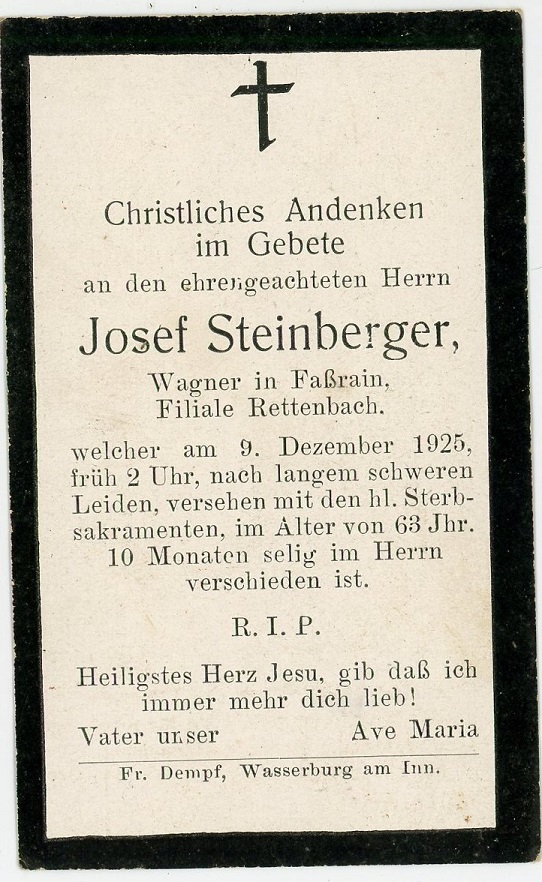 Christliches Andenken
im Gebete
an den ehrengeachteten Herrn
Josef Steinberger,
Wagner in Faßrain,
Filiale Rettenbach.
welcher am 9. Dezember 1925,
früh 2 Uhr, nach langem schweren
Leiden, versehen mit den hl. Sterb-
sakramenten, im Alter von 63 Jhr.
10 Monaten selig im Herrn
verschieden ist.
R. I. P.
Heiligstes Herz Jesu, gib daß ich
immer mehr dich lieb!
Vater unser Ave Maria
Fr. Dempf, Wasserburg am Inn.